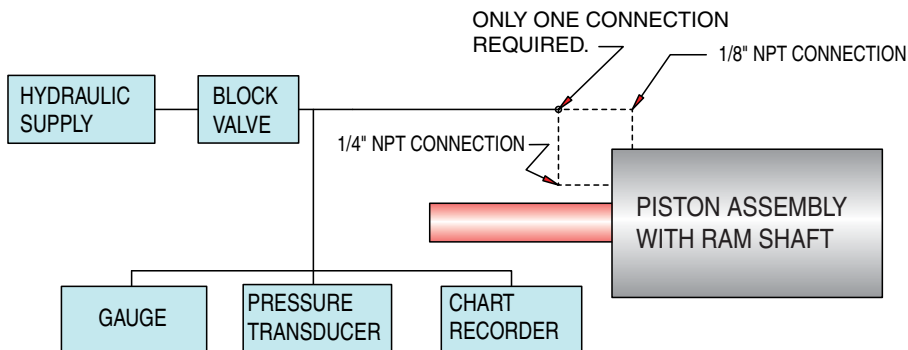 ONLY ONE CONNECTION
REQUIRED.
1/8" NPT CONNECTION
HYDRAULIC
SUPPLY
BLOCK
VALVE
1/4" NPT CONNECTION
PISTON ASSEMBLY
WITH RAM SHAFT
GAUGE
PRESSURE
TRANSDUCER
CHART
RECORDER